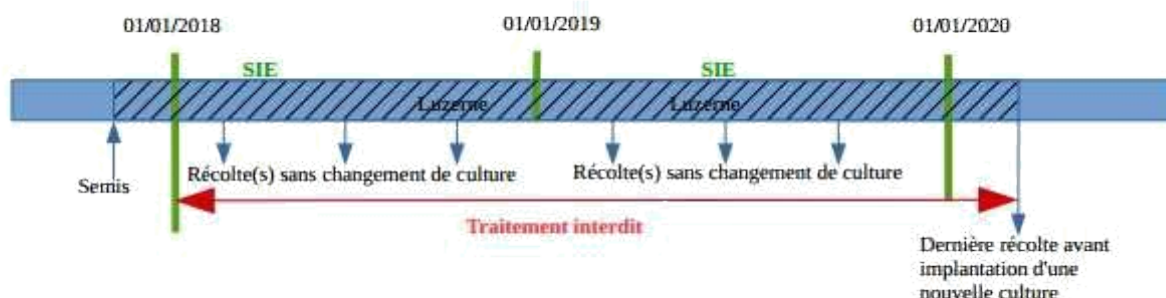 01/01/2018
01/01/2019
01/01/2020
SIE
SIE
Luzerne
Luzerne
Semis
Récolte(s) sans changement de culture
Récolte(s) sans changement de culture
Traitement interdit
Dernière récolte avant
implantation d'une
nouvelle culture